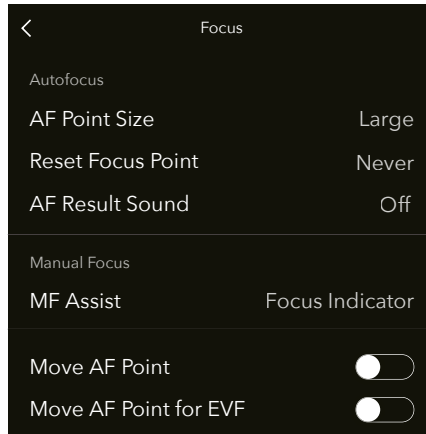 Focus
Autofocus
AF Point Size Large
Reset Focus Point Never
AF Result Sound Off
Manual Focus
MF Assist Focus Indicator
Move AF Point
Move AF Point for EVF